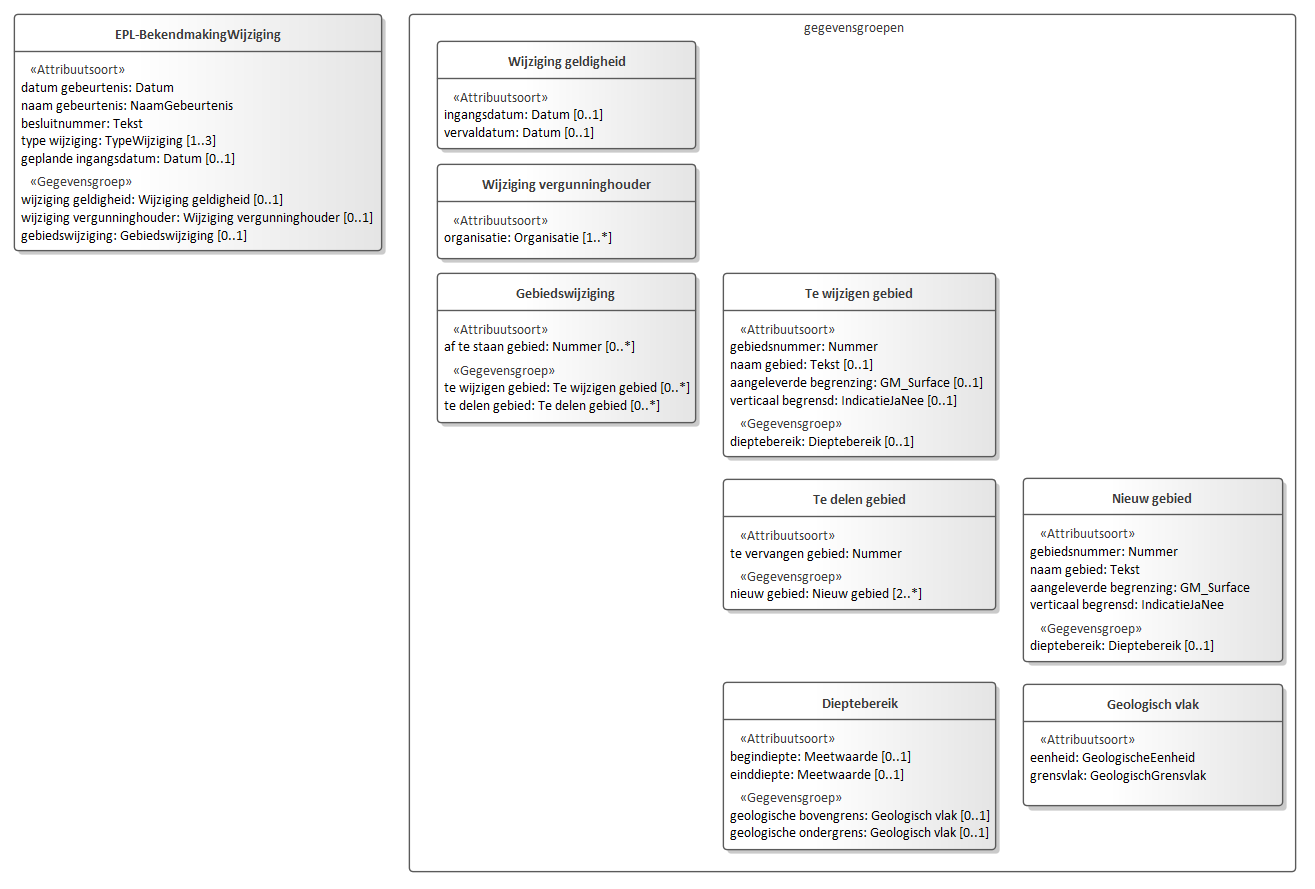 EPL-BekendmakingWijziging
«Attribuutsoort»
datum gebeurtenis: Datum
naam gebeurtenis: NaamGebeurtenis
besluitnummer: Tekst
type wijziging: TypeWijziging [1..3]
geplande ingangsdatum: Datum [0..1]
«Gegevensgroep»
wijziging geldigheid: Wijziging geldigheid [0..1]
wijziging vergunninghouder: Wijziging vergunninghouder [0..1]
gebiedswijziging: Gebiedswijziging [0..1]
gegevensgroepen
Wijziging geldigheid
«Attribuutsoort»
ingangsdatum: Datum [0..1]
vervaldatum: Datum [0..1]
Wijziging vergunninghouder
«Attribuutsoort»
organisatie: Organisatie [1..*]
Gebiedswijziging
«Attribuutsoort»
af te staan gebied: Nummer [0..*]
«Gegevensgroep»
te wijzigen gebied: Te wijzigen gebied [0..*]
te delen gebied: Te delen gebied [0..*]
Te wijzigen gebied
«Attribuutsoort»
gebiedsnummer: Nummer
naam gebied: Tekst [0..1]
aangeleverde begrenzing: GM_Surface [0..1]
verticaal begrensd: IndicatieJaNee [0..1]
«Gegevensgroep»
dieptebereik: Dieptebereik [0..1]
Te delen gebied
«Attribuutsoort»
te vervangen gebied: Nummer
«Gegevensgroep»
nieuw gebied: Nieuw gebied [2..*]
Nieuw gebied
«Attribuutsoort»
gebiedsnummer: Nummer
naam gebied: Tekst
aangeleverde begrenzing: GM_Surface
verticaal begrensd: IndicatieJaNee
«Gegevensgroep»
dieptebereik: Dieptebereik [0..1]
Dieptebereik
«Attribuutsoort»
begindiepte: Meetwaarde [0..1]
einddiepte: Meetwaarde [0..1]
«Gegevensgroep»
geologische bovengrens: Geologisch vlak [0..1]
geologische ondergrens: Geologisch vlak [0..1]
Geologisch vlak
«Attribuutsoort»
eenheid: GeologischeEenheid
grensvlak: GeologischGrensvlak